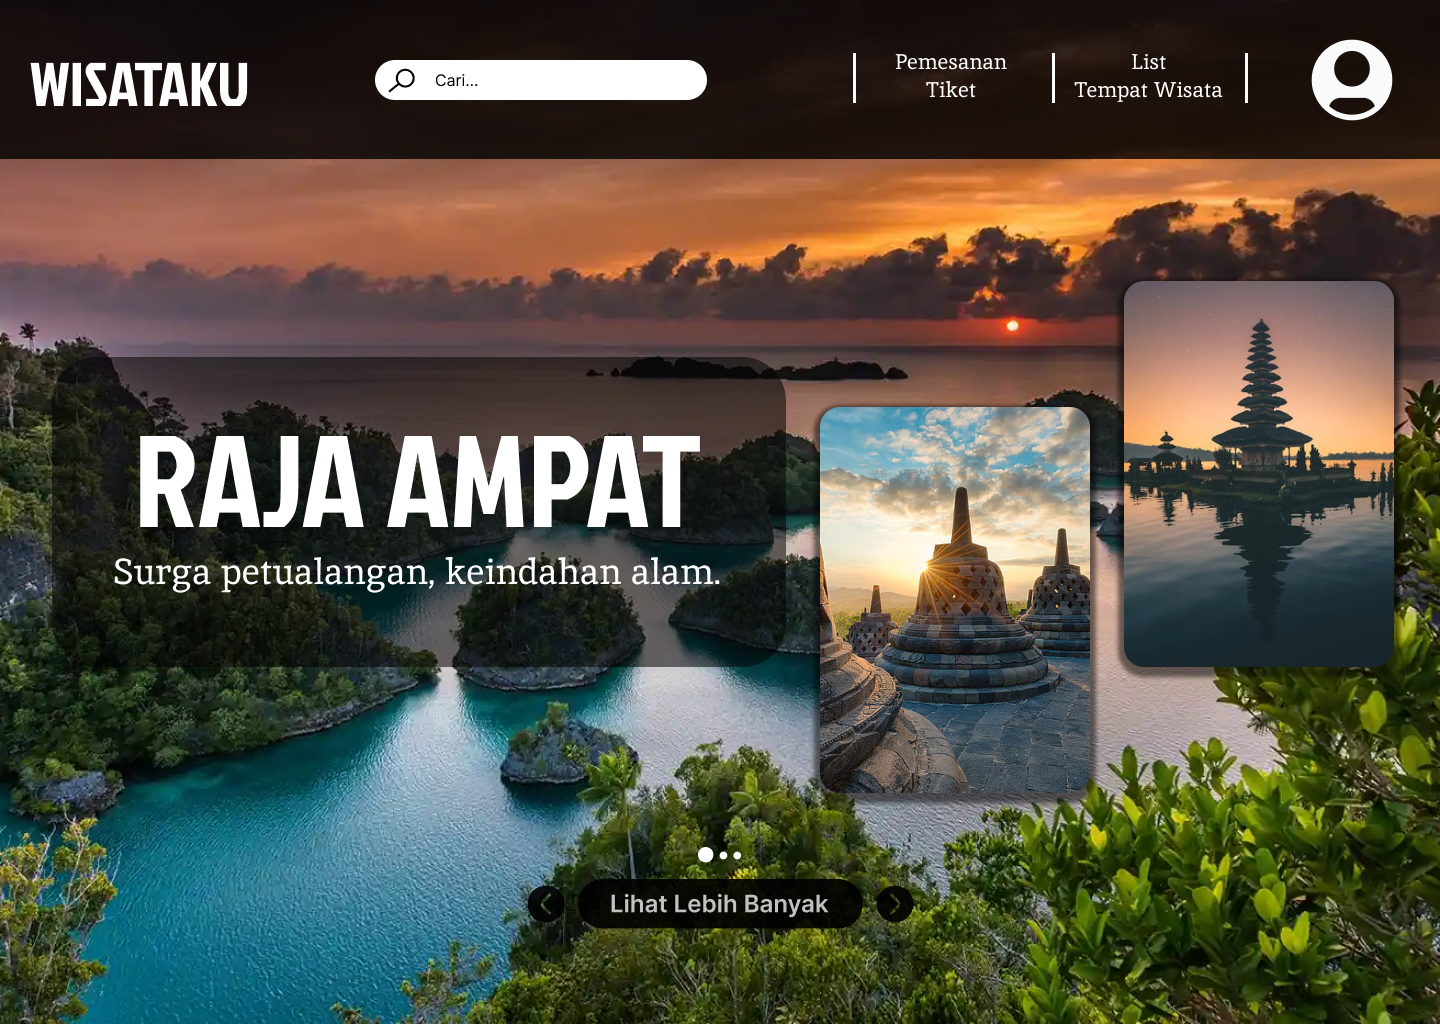 WISATAKU
Cari...
Pemesanan
Tiket
List
Tempat Wisata
RAJA AMPAT
Surga petualangan, keindahan alam.
Lihat Lebih Banyak